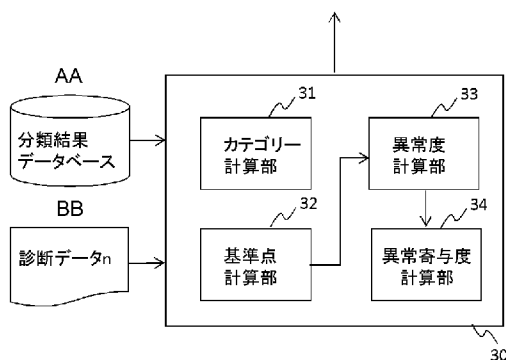 AA
分類結果
データベース
BB
診断データn
31
カテゴリー
計算部
32
基準点
計算部
33
異常度
計算部
34
異常寄与度
計算部
30